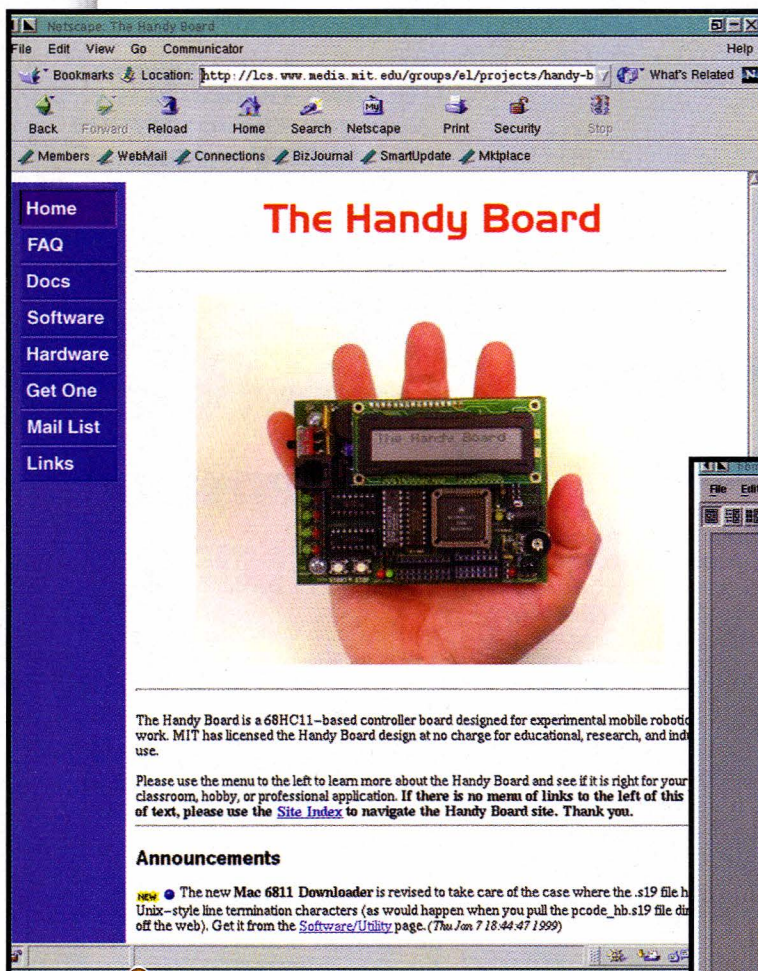 Netscape: The Handy Board
File Edit View Go Communicator Help
Bookmarks Location: http://lcs.www.media.mit.edu/groups/el/projects/handy-b What's Related N
Back Forward Reload Home Search Netscape Print Security Stop
My
Members WebMail Connections BizJournal SmartUpdate Mktplace
Home
FAQ
Docs
Software
Hardware
Get One
Mail List
Links
The Handy Board
The Handy Board
START STOP
The Handy Board is a 68HC11-based controller board designed for experimental mobile robotic
work. MIT has licensed the Handy Board design at no charge for educational, research, and indu
use.
Please use the menu to the left to learn more about the Handy Board and see if it is right for your
classroom, hobby, or professional application. If there is no menu of links to the left of this
of text, please use the Site Index to navigate the Handy Board site. Thank you.
Announcements
NEW The new Mac 6811 Downloader is revised to take care of the case where the .s19 file h
Unix-style line termination characters (as would happen when you pull the pcode_hb.s19 file dir
off the web). Get it from the Software/Utility page. (Thu Jan 7 18:44:47 1999)
File Edit